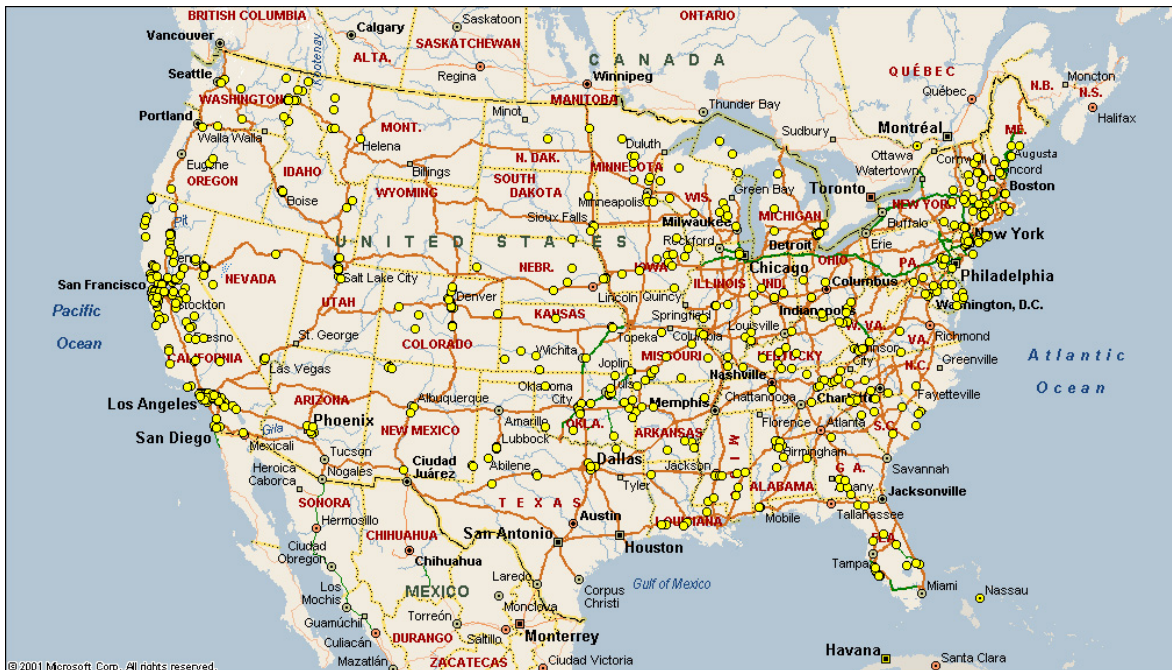 BRITISH COLUMBIA
Saskatoon
ONTARIO
Vancouver
Calgary
SASKATCHEWAN
CANADA
QUÉBEC
N.B.
Moncton
ALTA.
Kootenay
Regina
Winnipeg
Seattle
MANITOBA
Québec
N.S.
WASHINGTON
Minot
Thunder Bay
Halifax
Portland
MONT.
Sudbury
Montréal
ME.
Walla Walla
Helena
Duluth
Ottawa
Augusta
Eugene
IDAHO
Billings
N. DAK.
MINNESOTA
Watertown
Boston
OREGON
Boise
WYOMING
SOUTH
DAKOTA
Green Bay
Toronto
Minneapolis
WIS.
MICHIGAN
Buffalo
Sioux Falls
Milwaukee
Erie
New York
UNITED STATES
Rockford
Detroit
NEVADA
Salt Lake City
NEBR.
IOWA
Chicago
OHIO
PA.
Philadelphia
San Francisco
Lincoln
Quincy
ILLINOIS
IND.
Columbus
Pacific
Ocean
Stockton
UTAH
Denver
KANSAS
Springfield
Indianapolis
Washington, D.C.
St. George
COLORADO
Topeka
Columbia
Louisville
W. VA.
Richmond
Fresno
CALIFORNIA
Las Vegas
Wichita
MISSOURI
KENTUCKY
VA.
Greenville
Joplin
Nashville
N.C.
Atlantic
Ocean
Los Angeles
ARIZONA
Albuquerque
Oklahoma
City
Memphis
Chattanooga
Fayetteville
San Diego
Gila
Phoenix
NEW MEXICO
Amarillo
OKLA.
ARKANSAS
Florence
Atlanta
S.C.
Mexicali
Tucson
Lubbock
Birmingham
Heroica
Caborca
Nogales
Ciudad
Juárez
Abilene
Dallas
Jackson
ALABAMA
GA.
Savannah
SONORA
Tyler
Jacksonville
Hermosillo
TEXAS
Austin
LOUISIANA
Mobile
Tallahassee
CHIHUAHUA
San Antonio
Houston
Ciudad
Obregon
Chihuahua
FLA.
Tampa
Los
Mochis
MEXICO
Laredo
Corpus
Christi
Gulf of Mexico
Miami
Nassau
Guamúchil
Monclova
Torreón
Culiacán
DURANGO
Saltillo
Monterrey
Havana
Mazatlán
ZACATECAS
Ciudad Victoria
Santa Clara
© 2001 Microsoft Corp. All rights reserved.